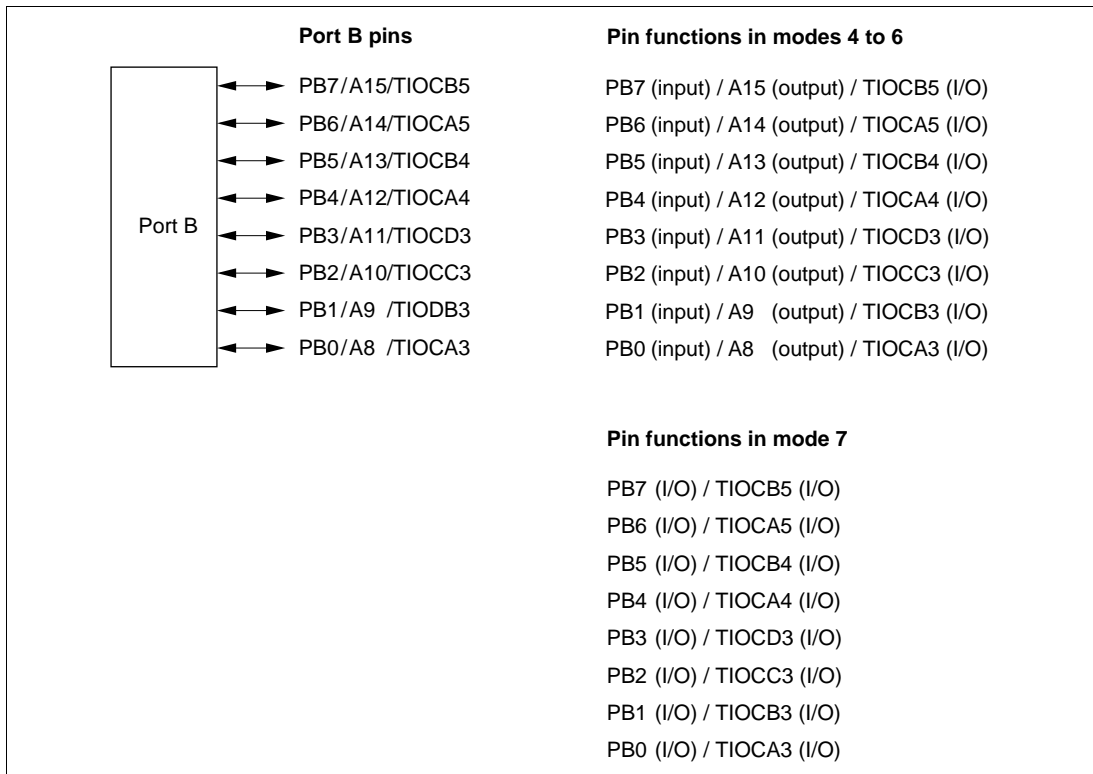 Port B pins
PB7/A15/TIOCB5
PB6/A14/TIOCA5
PB5/A13/TIOCB4
PB4/A12/TIOCA4
Port B
PB3/A11/TIOCD3
PB2/A10/TIOCC3
PB1/A9 /TIODB3
PB0/A8 /TIOCA3
Pin functions in modes 4 to 6
PB7 (input) / A15 (output) / TIOCB5 (I/O)
PB6 (input) / A14 (output) / TIOCA5 (I/O)
PB5 (input) / A13 (output) / TIOCB4 (I/O)
PB4 (input) / A12 (output) / TIOCA4 (I/O)
PB3 (input) / A11 (output) / TIOCD3 (I/O)
PB2 (input) / A10 (output) / TIOCC3 (I/O)
PB1 (input) / A9 (output) / TIOCB3 (I/O)
PB0 (input) / A8 (output) / TIOCA3 (I/O)
Pin functions in mode 7
PB7 (I/O) / TIOCB5 (I/O)
PB6 (I/O) / TIOCA5 (I/O)
PB5 (I/O) / TIOCB4 (I/O)
PB4 (I/O) / TIOCA4 (I/O)
PB3 (I/O) / TIOCD3 (I/O)
PB2 (I/O) / TIOCC3 (I/O)
PB1 (I/O) / TIOCB3 (I/O)
PB0 (I/O) / TIOCA3 (I/O)